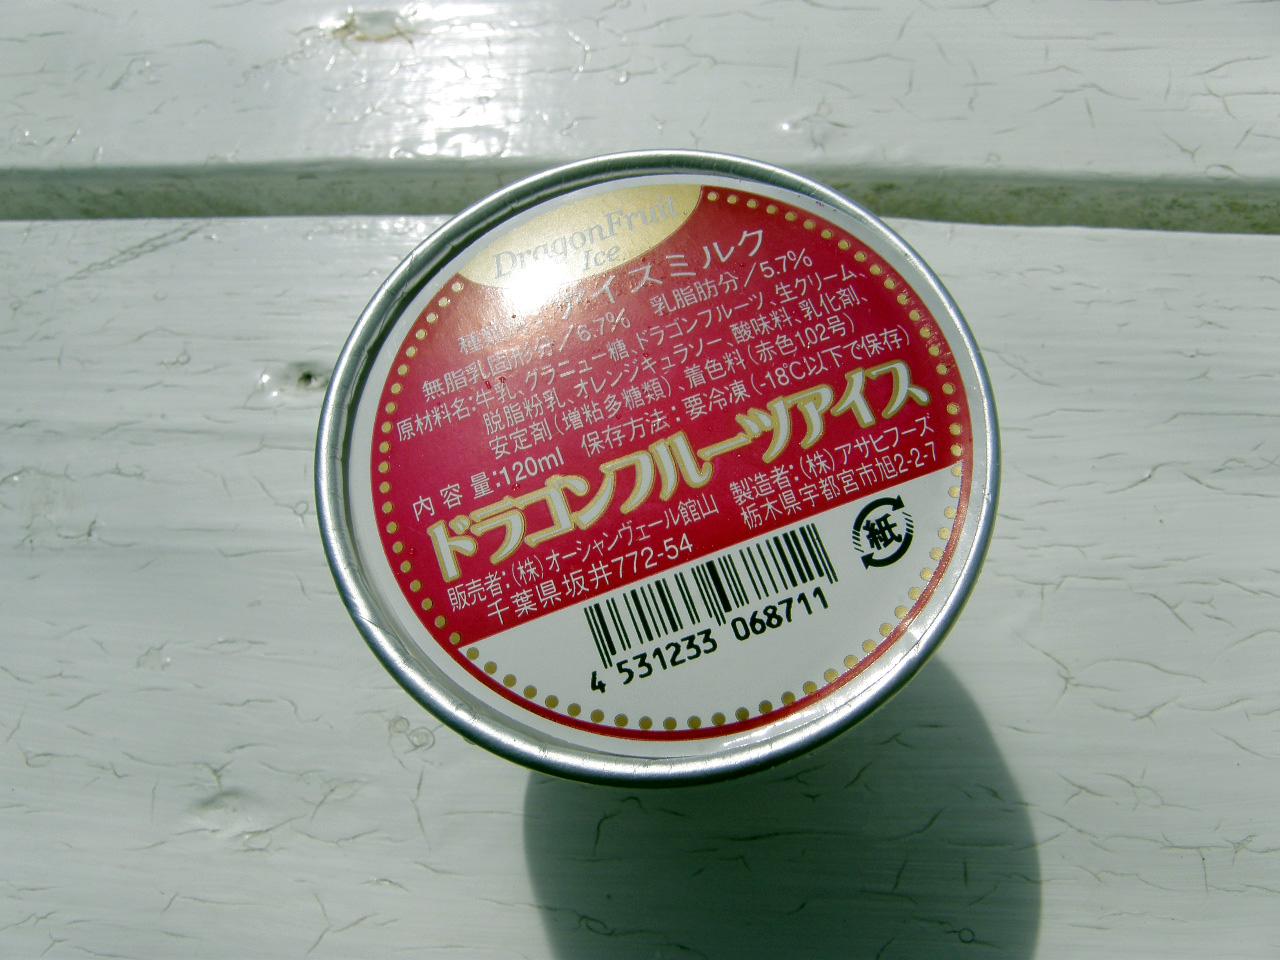 DragonFruit
Ice
アイスミルク
無脂乳固形分/6.7% 乳脂肪分/5.7%
原材料名:生乳、グラニュー糖、ドラゴンフルーツ、生クリーム、
脱脂粉乳、オレンジキュラソー、酸味料、乳化剤、
安定剤(増粘多糖類)、着色料(赤色102号)
内容量:120ml 保存方法:要冷凍(-18℃以下で保存)
ドラゴンフルーツアイス
販売者:(株)オーシャンヴェール館山
千葉県坂井772-54
製造者:(株)アサヒフーズ
栃木県宇都宮市旭2-2-7
紙
4 531233 068711